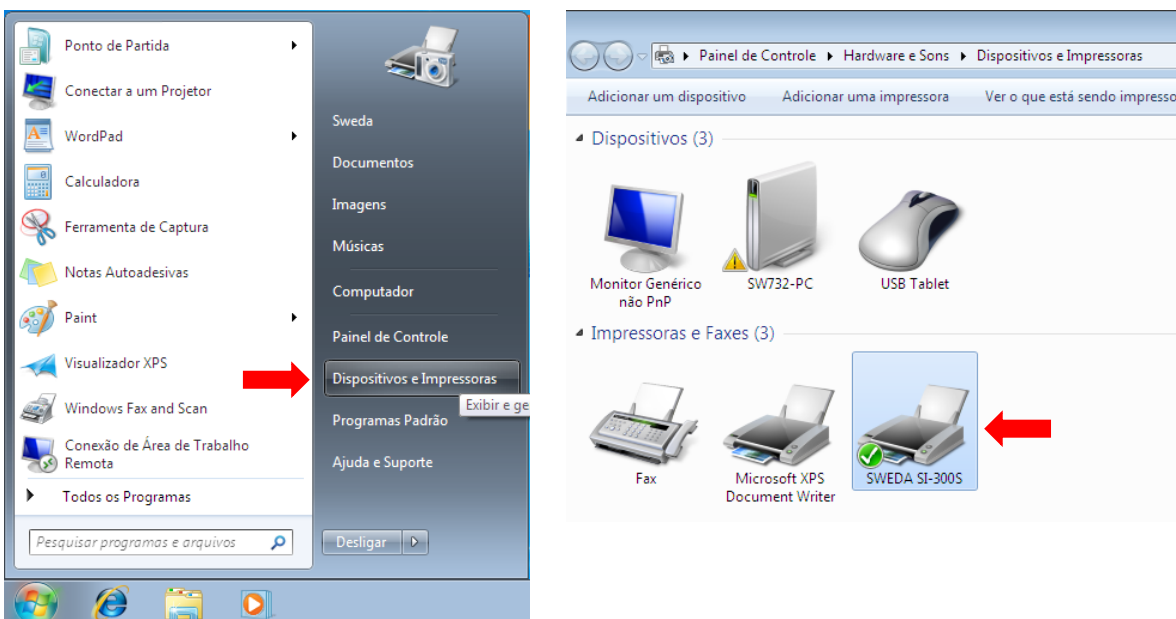 Ponto de Partida
Conectar a um Projetor
WordPad
Calculadora
Ferramenta de Captura
Notas Autoadesivas
Paint
Visualizador XPS
Windows Fax and Scan
Conexão de Área de Trabalho
Remota
Todos os Programas
Pesquisar programas e arquivos
Sweda
Documentos
Imagens
Músicas
Computador
Painel de Controle
Dispositivos e Impressoras
Exibir e ge
Programas Padrão
Ajuda e Suporte
Desligar
Painel de Controle Hardware e Sons Dispositivos e Impressoras
Adicionar um dispositivo Adicionar uma impressora Ver o que está sendo impresso
Dispositivos (3)
Monitor Genérico
não PnP
SW732-PC
USB Tablet
Impressoras e Faxes (3)
Fax
Microsoft XPS
Document Writer
SWEDA SI-300S